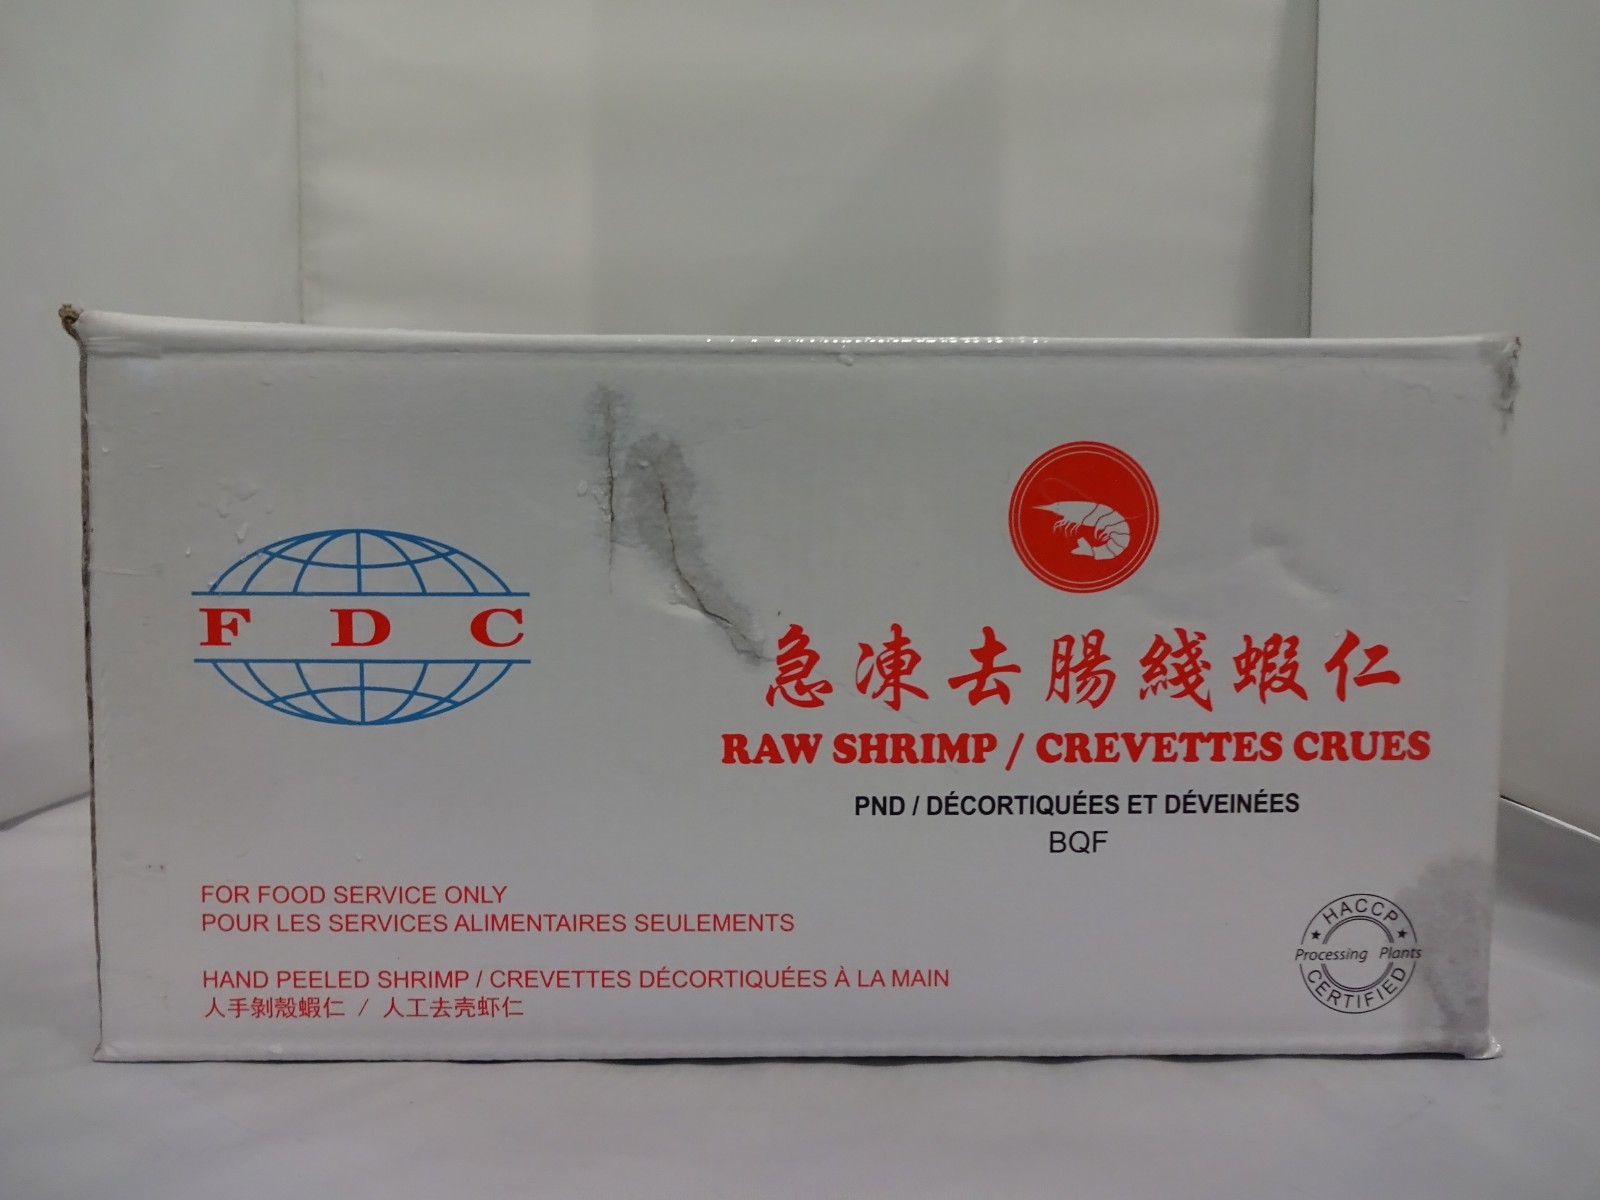 F D C
急凍去腸綫蝦仁
RAW SHRIMP / CREVETTES CRUES
PND / DÉCORTIQUÉES ET DÉVEINÉES
BQF
FOR FOOD SERVICE ONLY
POUR LES SERVICES ALIMENTAIRES SEULEMENTS
HAND PEELED SHRIMP / CREVETTES DÉCORTIQUÉES À LA MAIN
人手剝殼蝦仁 / 人工去壳虾仁
HACCP
Processing Plants
CERTIFIED